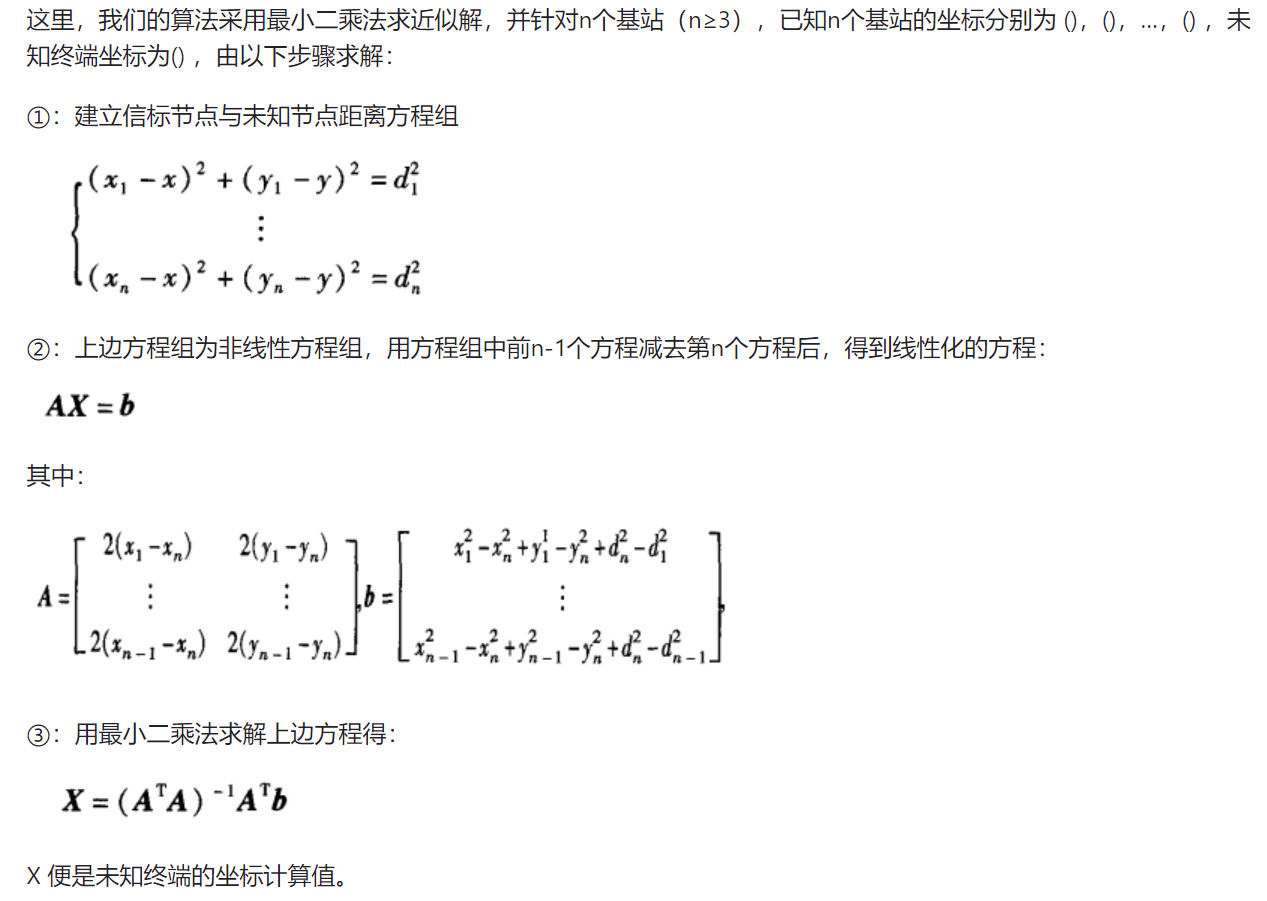 这里，我们的算法采用最小二乘法求近似解，并针对n个基站（n≥3），已知n个基站的坐标分别为 ()，()，...，() ，未
知终端坐标为() ，由以下步骤求解：
①：建立信标节点与未知节点距离方程组
(x₁ − x)² + (y₁ − y)² = d₁²
⋮
(xₙ − x)² + (yₙ − y)² = dₙ²
②：上边方程组为非线性方程组，用方程组中前n-1个方程减去第n个方程后，得到线性化的方程：
AX = b
其中：
A = [2(x₁−xₙ) 2(y₁−yₙ) ⋮ ⋮ 2(xₙ₋₁−xₙ) 2(yₙ₋₁−yₙ)], b = [x₁²−xₙ²+y₁¹−yₙ²+dₙ²−d₁² ⋮ xₙ₋₁²−xₙ²+yₙ₋₁²−yₙ²+dₙ²−dₙ₋₁²],
③：用最小二乘法求解上边方程得：
X = (AᵀA)⁻¹Aᵀb
X 便是未知终端的坐标计算值。